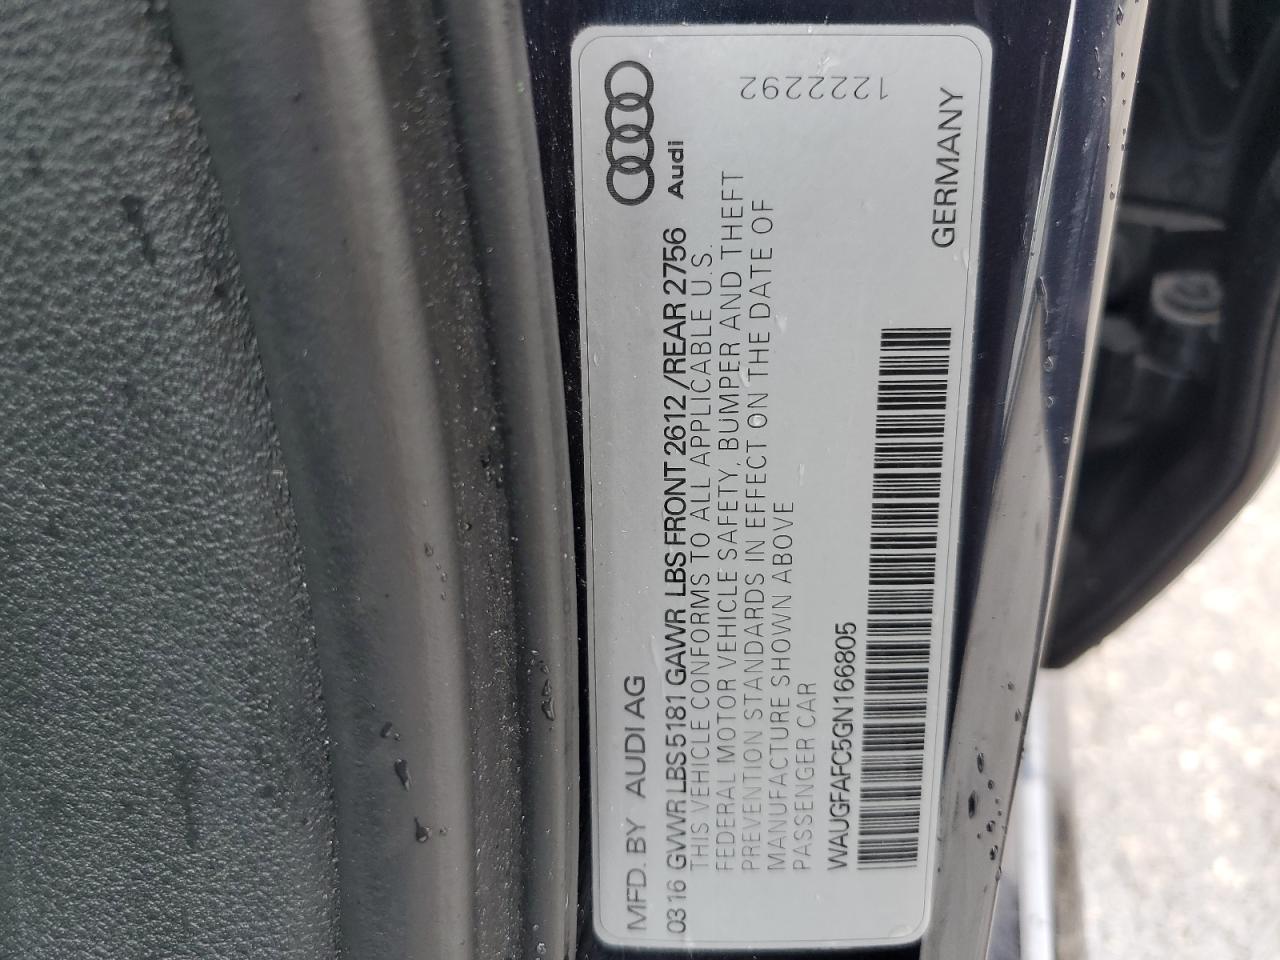 MFD. BY AUDI AG
Audi
0316 GVWR LBS 5181 GAWR LBS FRONT 2612 /REAR 2756
THIS VEHICLE CONFORMS TO ALL APPLICABLE U.S.
FEDERAL MOTOR VEHICLE SAFETY, BUMPER AND THEFT
PREVENTION STANDARDS IN EFFECT ON THE DATE OF
MANUFACTURE SHOWN ABOVE
PASSENGER CAR
1222292
WAUGFAFC5GN166805
GERMANY